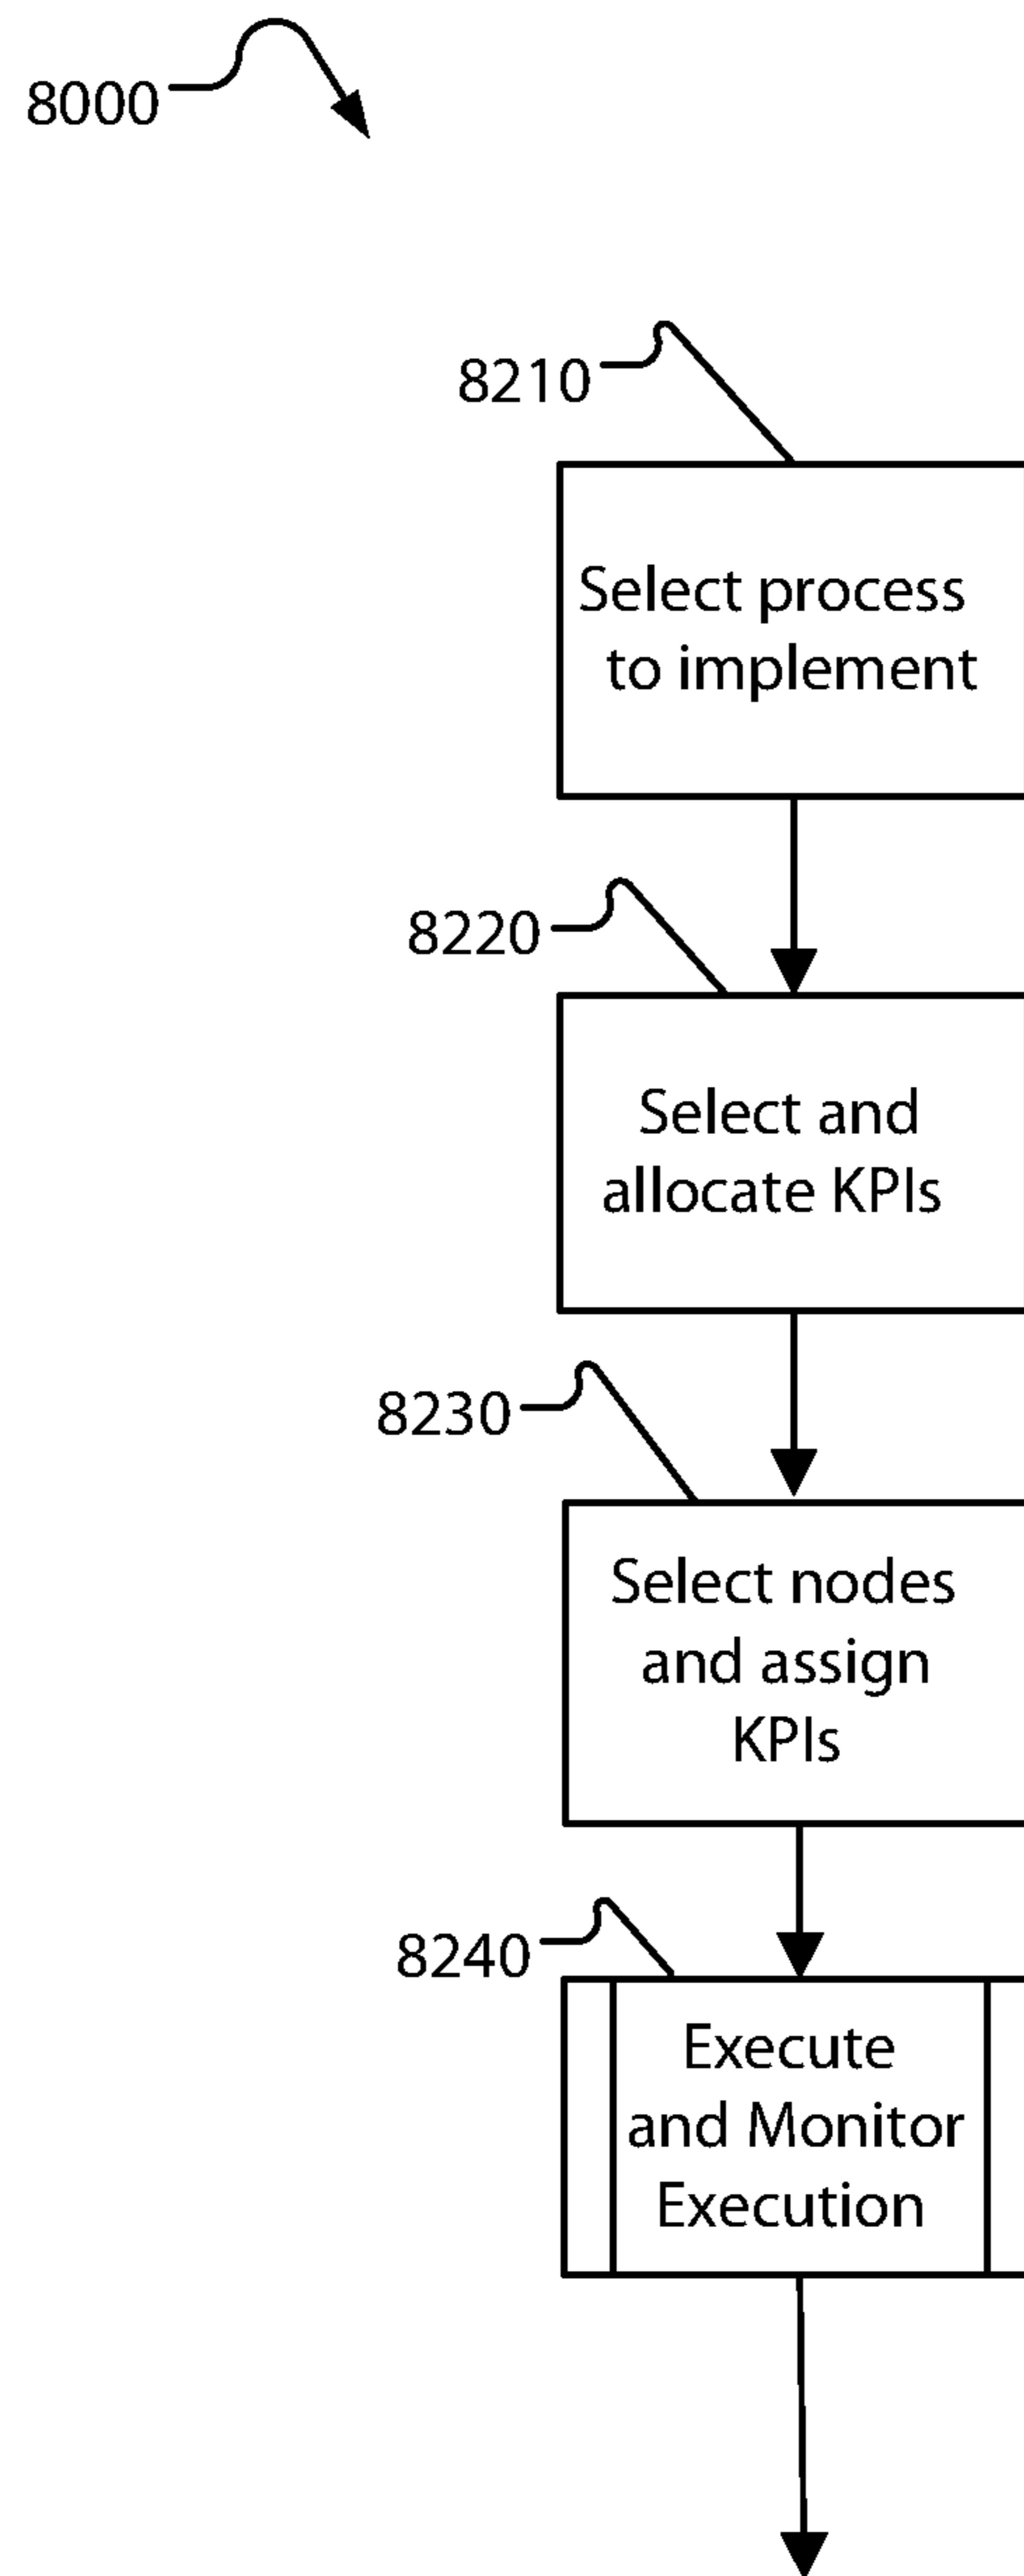 8000
8210
Select process
to implement
8220
Select and
allocate KPIs
8230
Select nodes
and assign
KPIs
8240
Execute
and Monitor
Execution